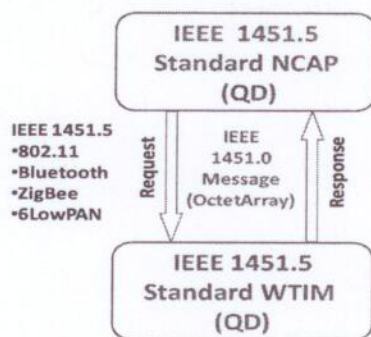 IEEE 1451.5
Standard NCAP
(QD)
IEEE 1451.5
•802.11
•Bluetooth
•ZigBee
•6LowPAN
Request
IEEE
1451.0
Message
(OctetArray)
Response
IEEE 1451.5
Standard WTIM
(QD)